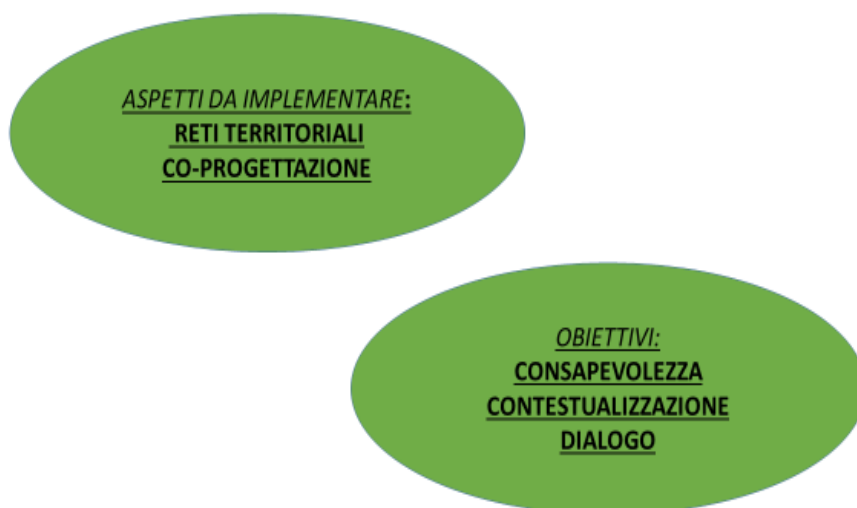 ASPETTI DA IMPLEMENTARE:
RETI TERRITORIALI
CO-PROGETTAZIONE
OBIETTIVI:
CONSAPEVOLEZZA
CONTESTUALIZZAZIONE
DIALOGO